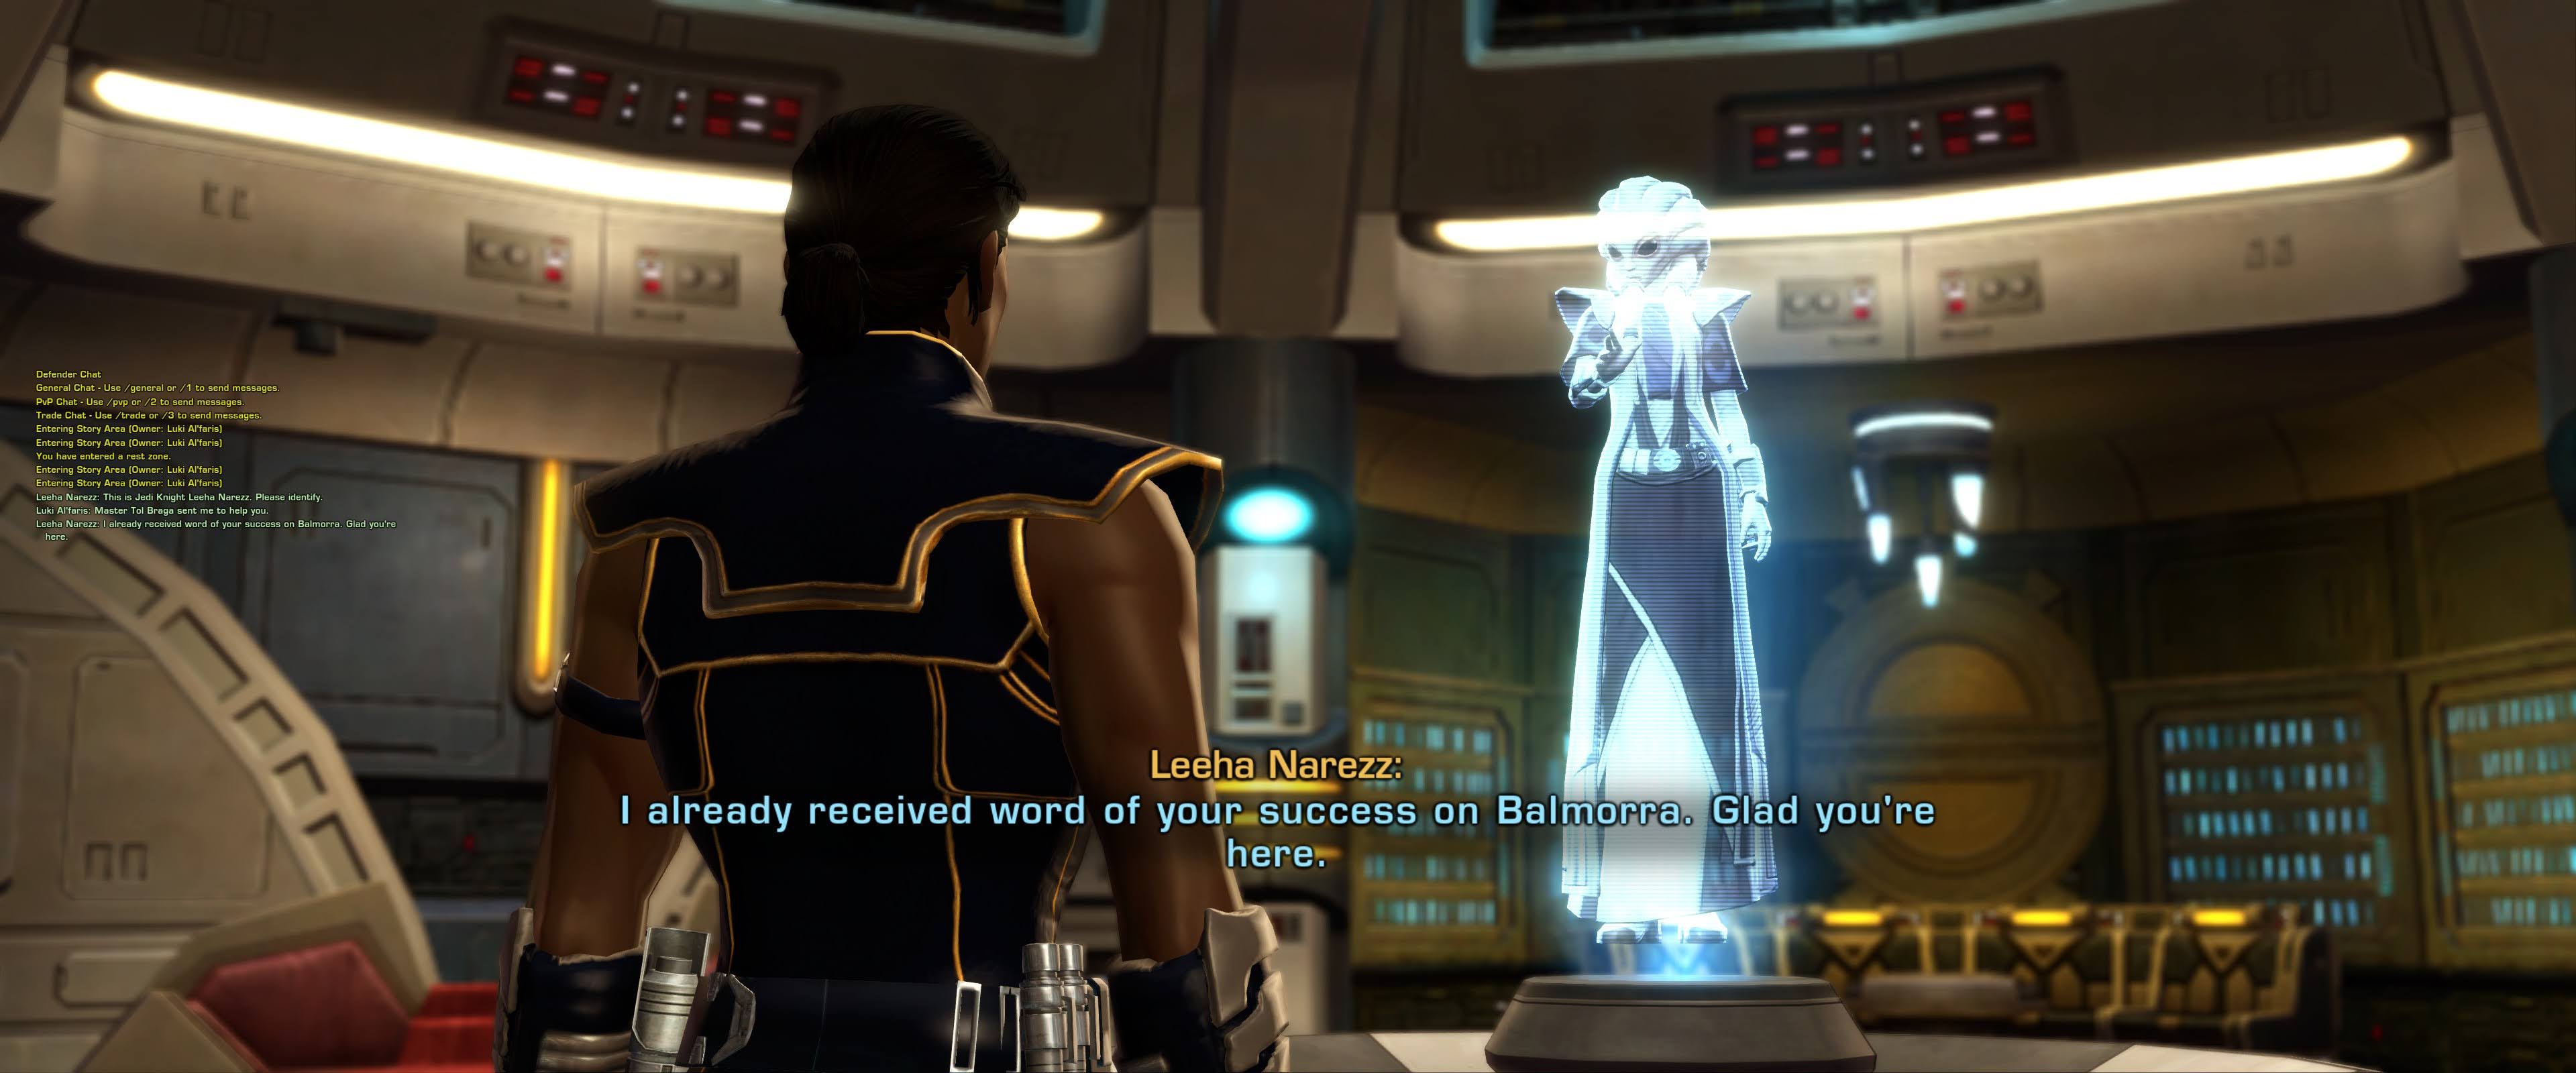 Defender Chat
General Chat - Use /general or /1 to send messages.
PvP Chat - Use /pvp or /2 to send messages.
Trade Chat - Use /trade or /3 to send messages.
Entering Story Area (Owner: Luki Al'faris)
Entering Story Area (Owner: Luki Al'faris)
You have entered a rest zone.
Entering Story Area (Owner: Luki Al'faris)
Entering Story Area (Owner: Luki Al'faris)
Leeha Narezz: This is Jedi Knight Leeha Narezz. Please identify.
Luki Al'faris: Master Tol Braga sent me to help you.
Leeha Narezz: I already received word of your success on Balmorra. Glad you're
here.
Leeha Narezz:
I already received word of your success on Balmorra. Glad you're
here.